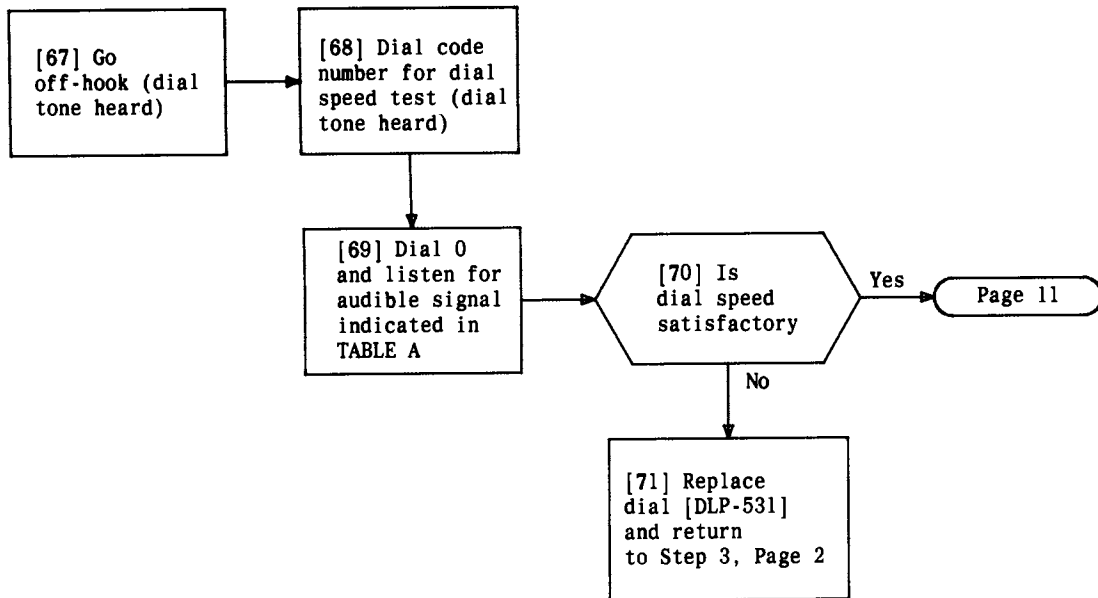 [67] Go
off-hook (dial
tone heard)
[68] Dial code
number for dial
speed test (dial
tone heard)
[69] Dial 0
and listen for
audible signal
indicated in
TABLE A
[70] Is
dial speed
satisfactory
Yes
Page 11
No
[71] Replace
dial [DLP-531]
and return
to Step 3, Page 2